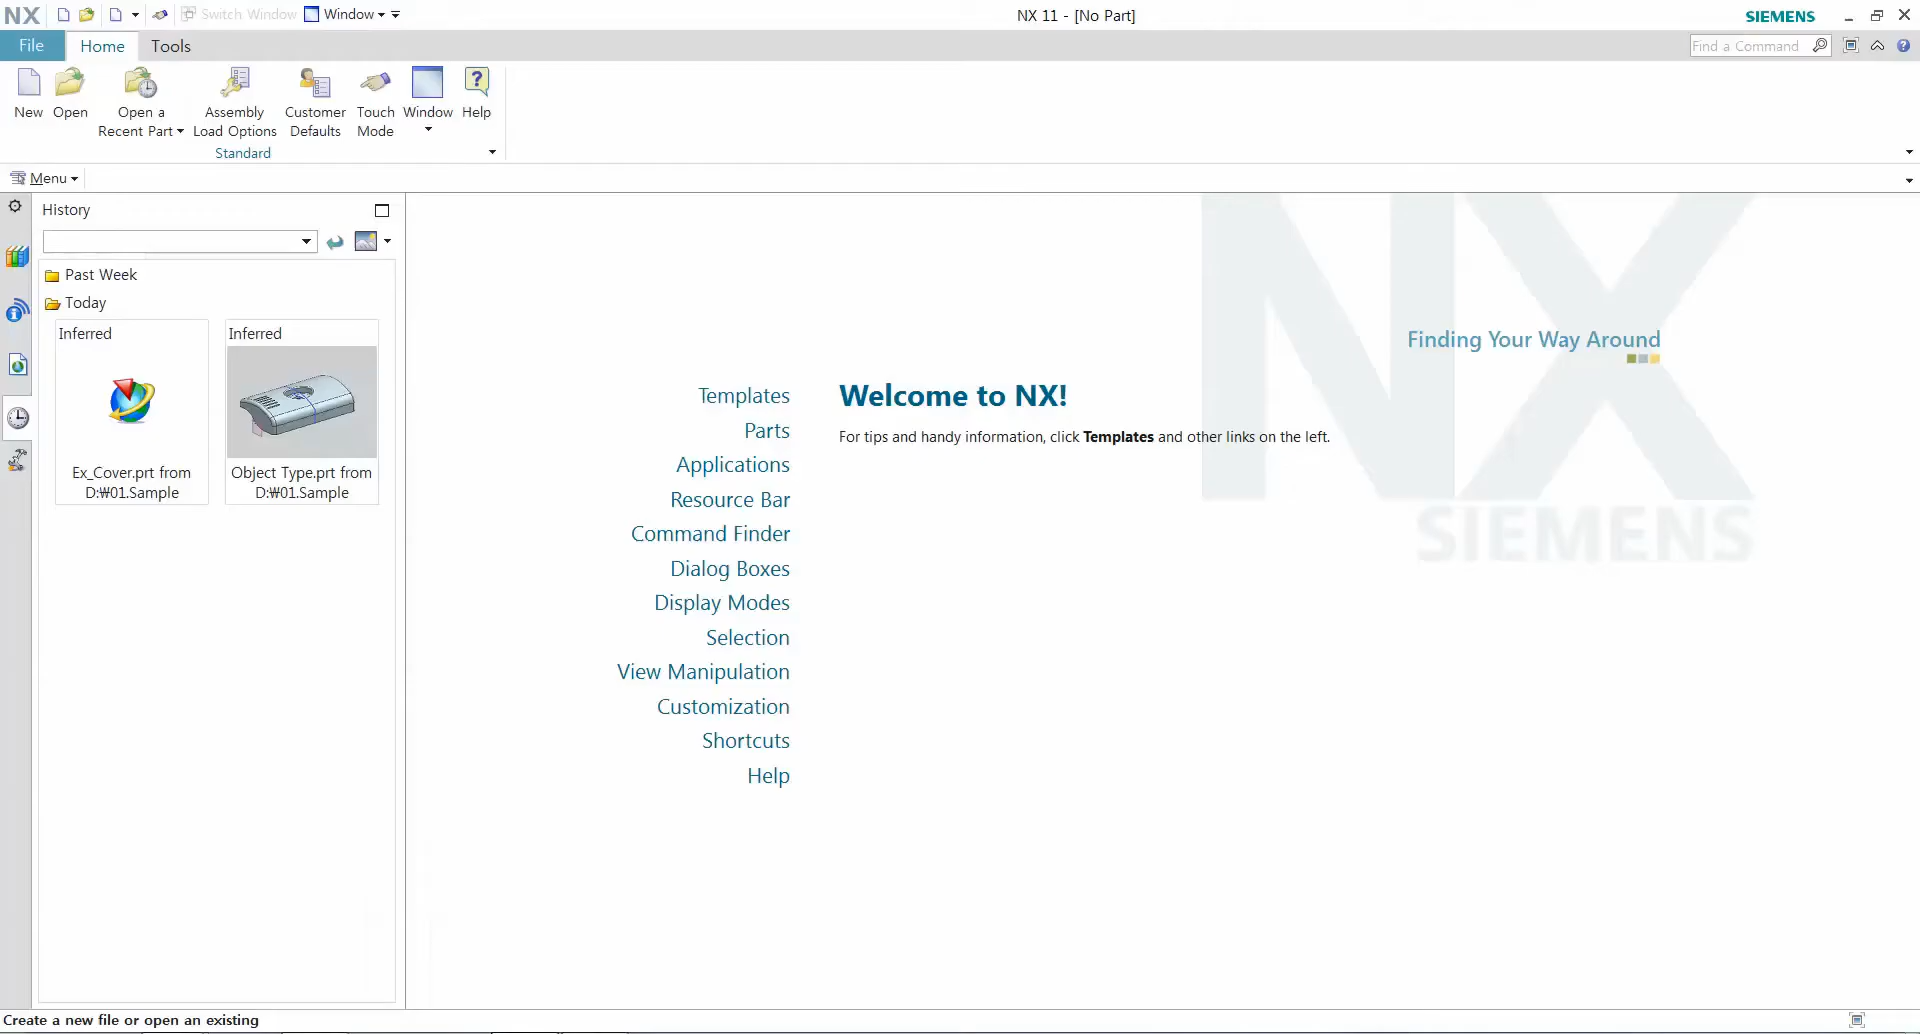 NX Switch Window Window NX 11 - [No Part] SIEMENS
File Home Tools Find a Command
New Open Open a Recent Part Assembly Load Options Customer Defaults Touch Mode Window Help
Standard
Menu
History
Past Week
Today
Inferred Inferred
Ex_Cover.prt from Object Type.prt from
D:₩01.Sample D:₩01.Sample
NX
SIEMENS
Finding Your Way Around
Templates
Parts
Applications
Resource Bar
Command Finder
Dialog Boxes
Display Modes
Selection
View Manipulation
Customization
Shortcuts
Help
Welcome to NX!
For tips and handy information, click Templates and other links on the left.
Create a new file or open an existing